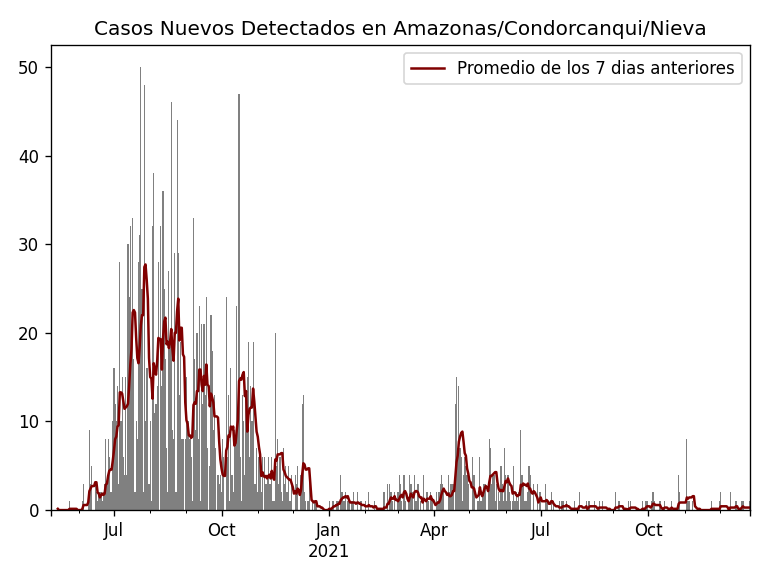 Casos Nuevos Detectados en Amazonas/Condorcanqui/Nieva
Promedio de los 7 dias anteriores
50
40
30
20
10
0
Jul
Oct
Jan
2021
Apr
Jul
Oct